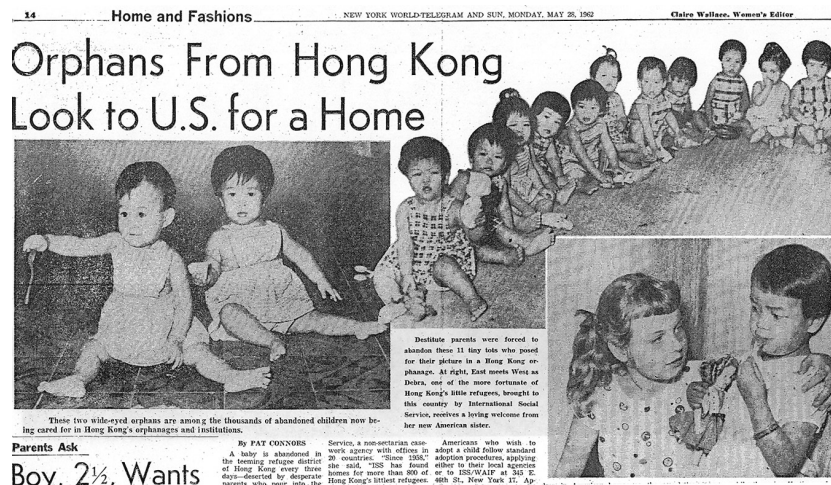 14
Home and Fashions
NEW YORK WORLD-TELEGRAM AND SUN, MONDAY, MAY 28, 1962
Claire Wallace, Women's Editor
Orphans From Hong Kong
Look to U.S. for a Home
Destitute parents were forced to
abandon these 11 tiny tots who posed
for their picture in a Hong Kong or-
phanage. At right, East meets West as
Debra, one of the more fortunate of
Hong Kong's little refugees, brought to
this country by International Social
Service, receives a loving welcome from
her new American sister.
These two wide-eyed orphans are among the thousands of abandoned children now be-
ing cared for in Hong Kong's orphanages and institutions.
Parents Ask
Boy, 2½, Wants
By PAT CONNORS
A baby is abandoned in
the teeming refugee district
of Hong Kong every three
days—deserted by desperate
parents who pour into the
Service, a non-sectarian case-
work agency with offices in
20 countries. "Since 1958,"
she said, "ISS has found
homes for more than 800 of
Hong Kong's littlest refugees.
Americans who wish to
adopt a child follow standard
adoption procedures, applying
either to their local agencies
or to ISS/WAIF at 345 E.
46th St., New York 17. Ap-